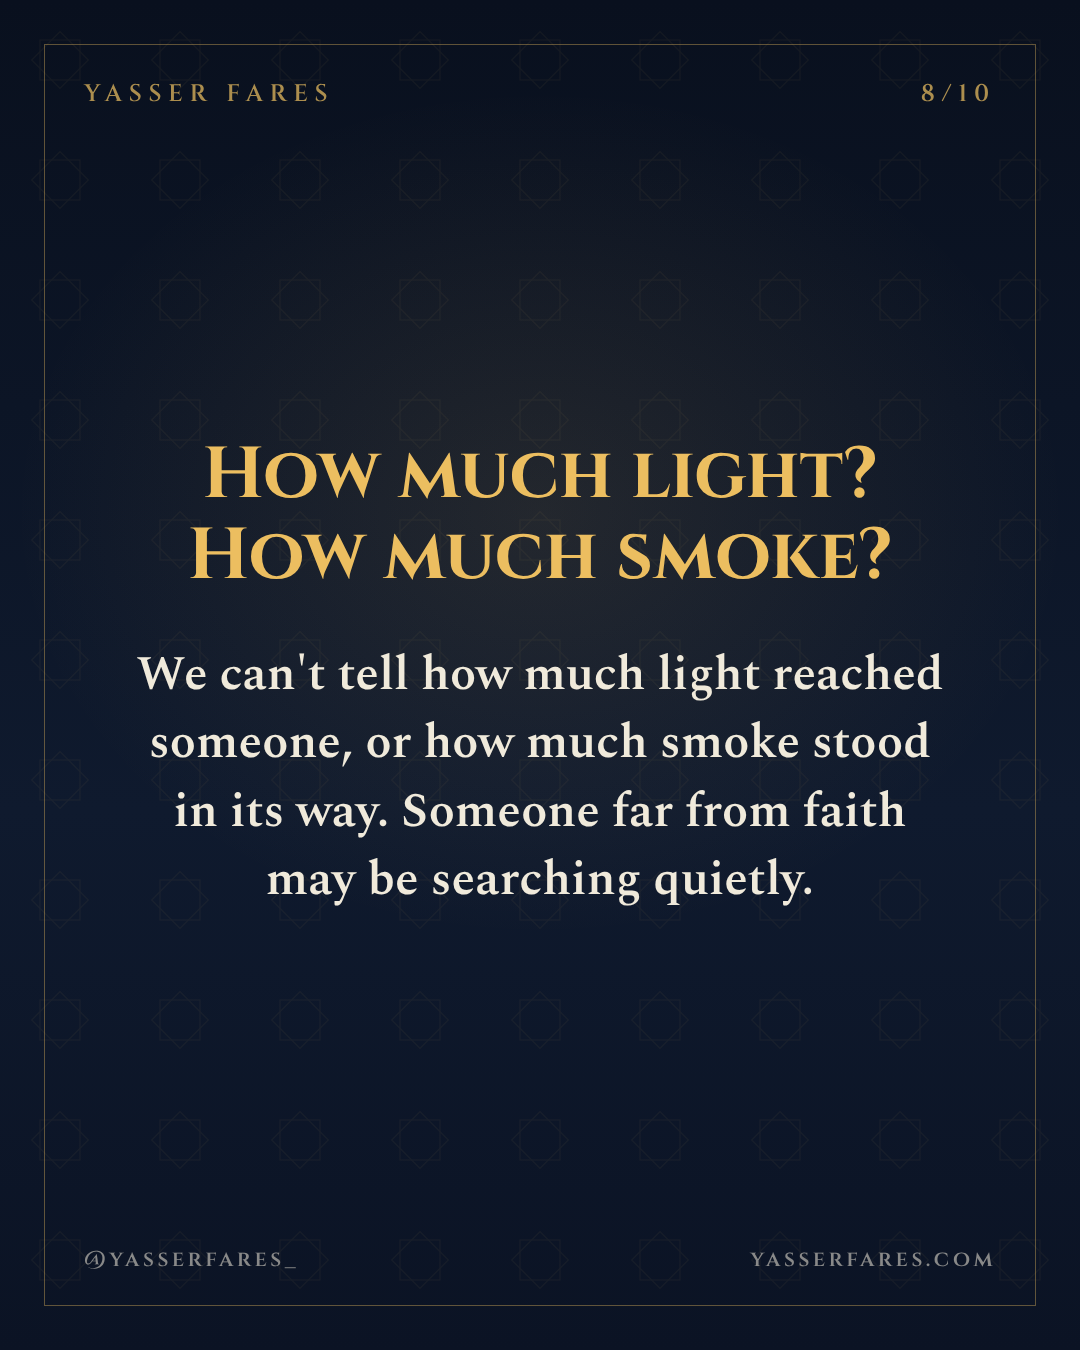 YASSER FARES
8/10
How much light?
How much smoke?
We can't tell how much light reached
someone, or how much smoke stood
in its way. Someone far from faith
may be searching quietly.
@YASSERFARES_
YASSERFARES.COM